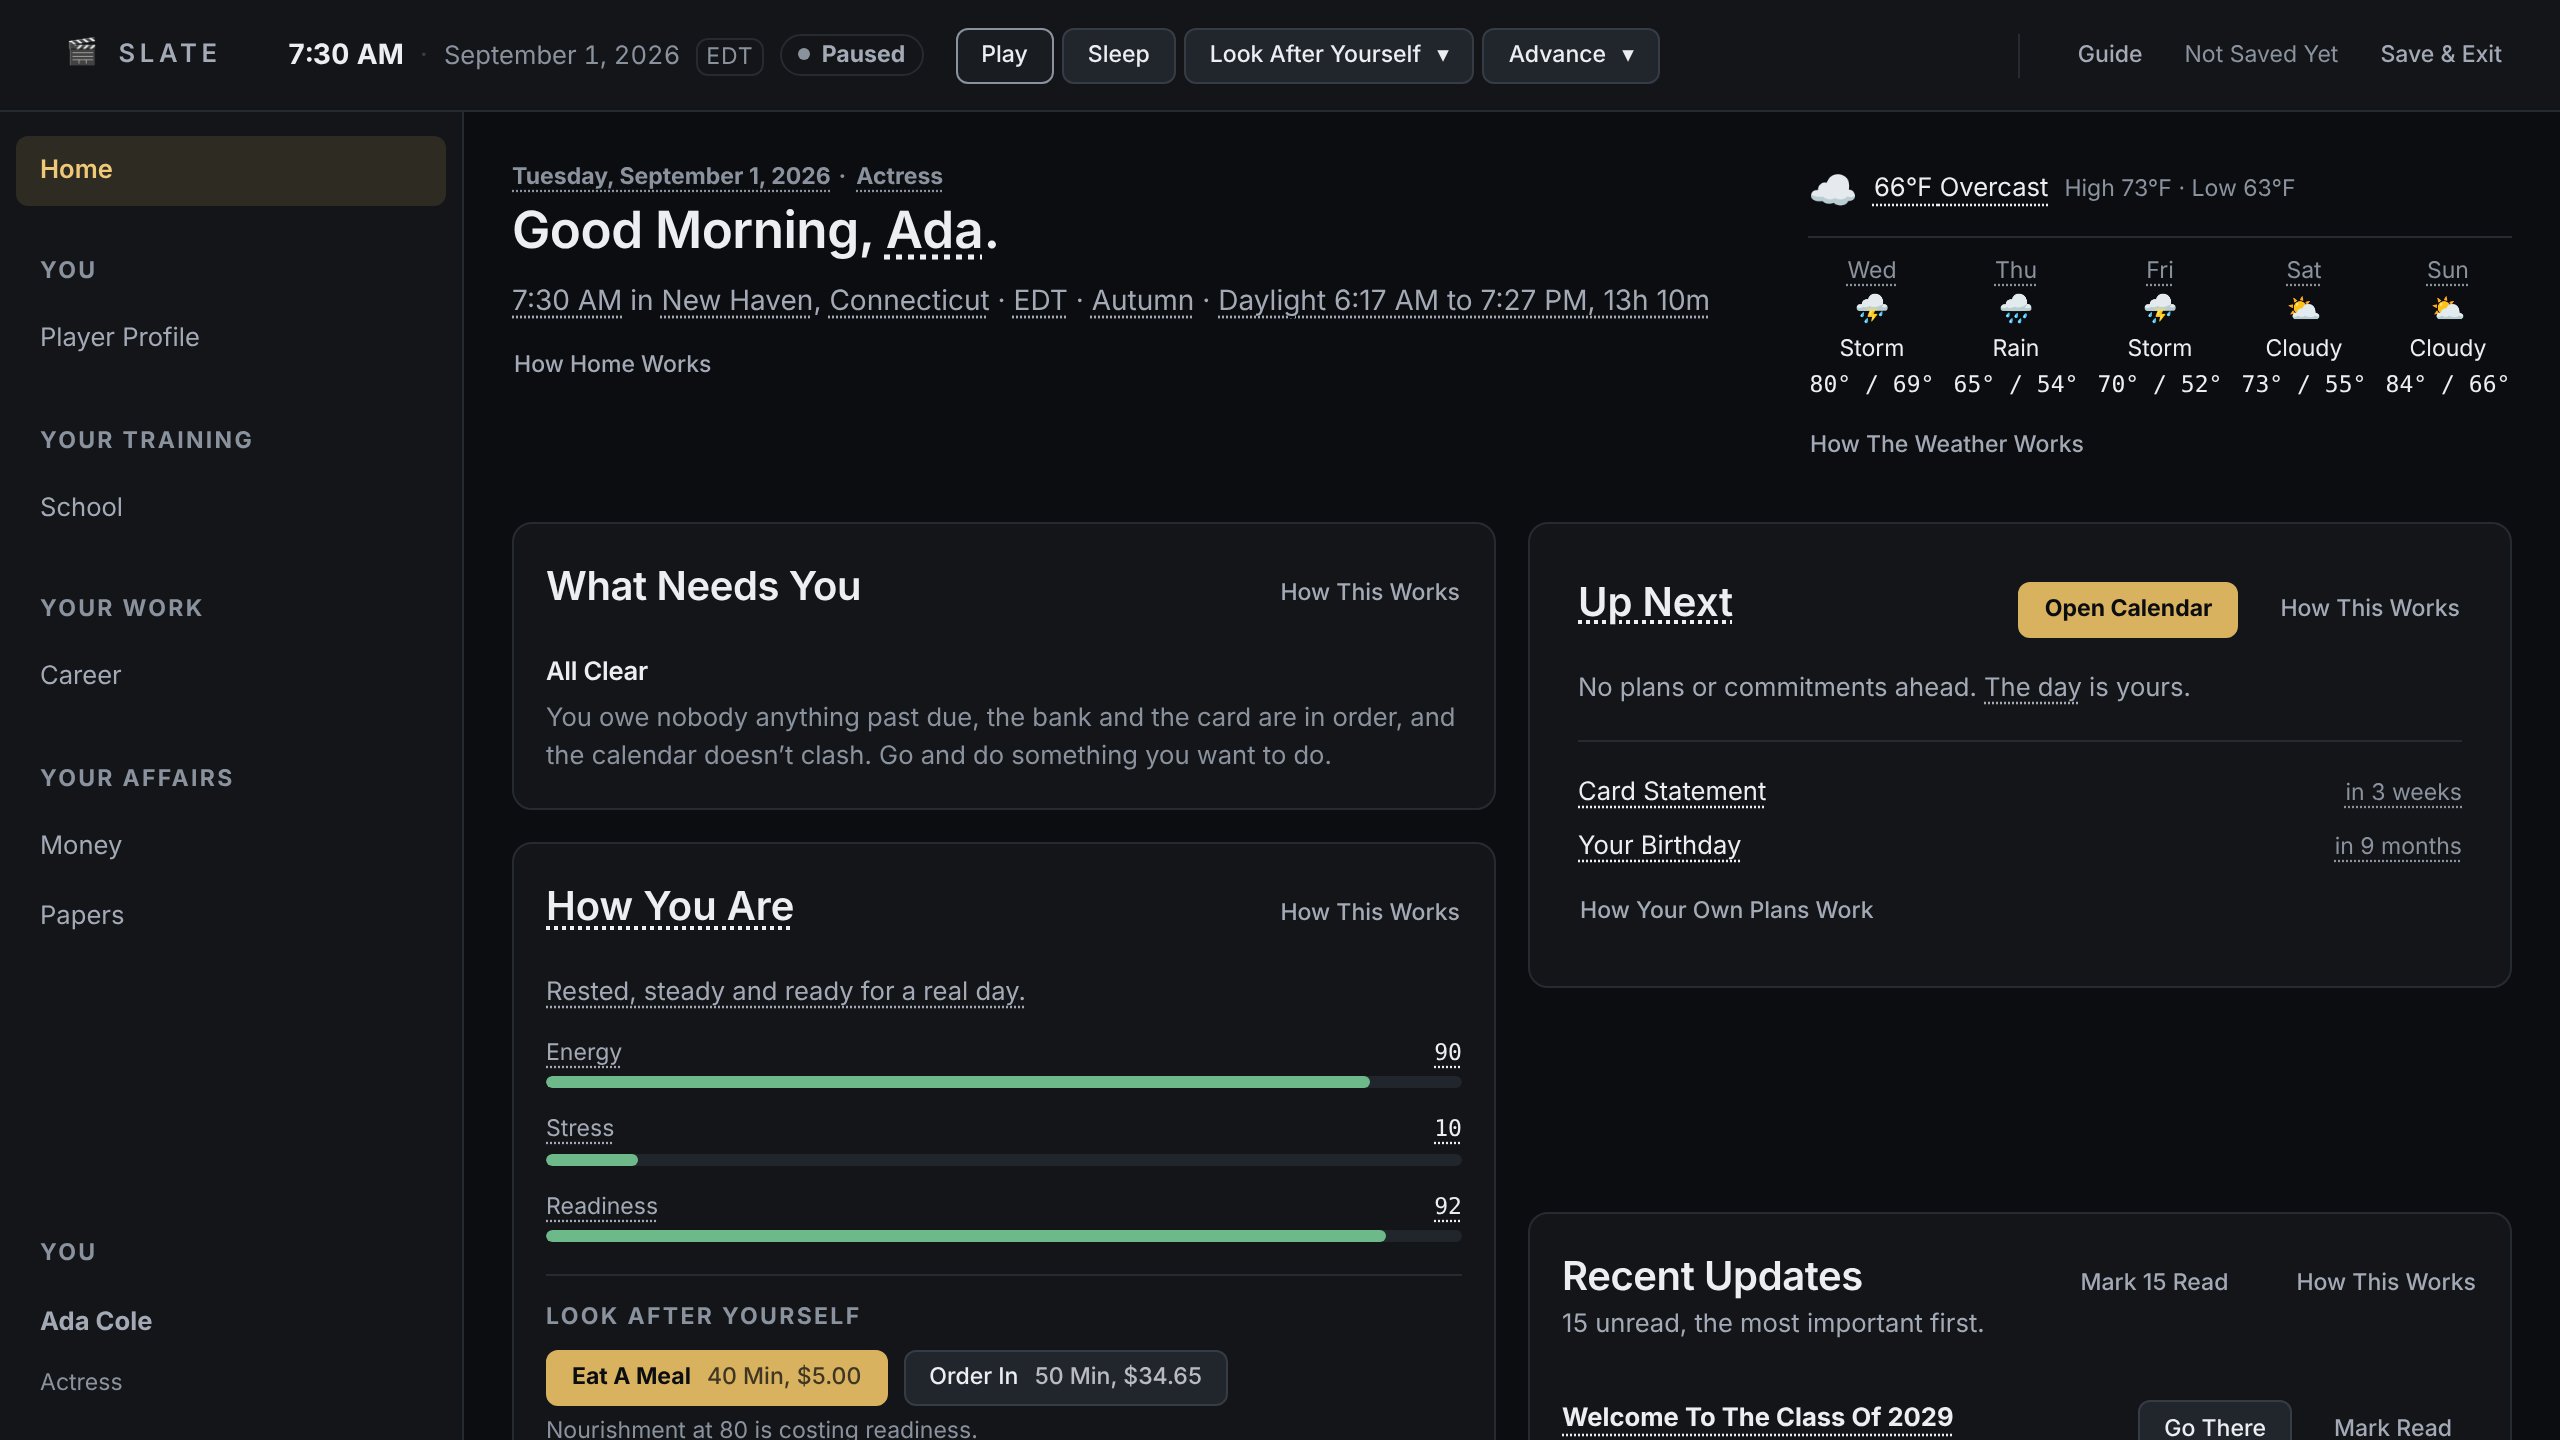 SLATE
7:30 AM · September 1, 2026 EDT Paused
Play
Sleep
Look After Yourself ▼
Advance ▼
Guide
Not Saved Yet
Save & Exit
Home
YOU
Player Profile
YOUR TRAINING
School
YOUR WORK
Career
YOUR AFFAIRS
Money
Papers
YOU
Ada Cole
Actress
Tuesday, September 1, 2026 · Actress
Good Morning, Ada.
7:30 AM in New Haven, Connecticut · EDT · Autumn · Daylight 6:17 AM to 7:27 PM, 13h 10m
How Home Works
66°F Overcast High 73°F · Low 63°F
Wed Thu Fri Sat Sun
Storm Rain Storm Cloudy Cloudy
80° / 69° 65° / 54° 70° / 52° 73° / 55° 84° / 66°
How The Weather Works
What Needs You
How This Works
All Clear
You owe nobody anything past due, the bank and the card are in order, and
the calendar doesn’t clash. Go and do something you want to do.
How You Are
How This Works
Rested, steady and ready for a real day.
Energy 90
Stress 10
Readiness 92
LOOK AFTER YOURSELF
Eat A Meal 40 Min, $5.00
Order In 50 Min, $34.65
Nourishment at 80 is costing readiness.
Up Next
Open Calendar
How This Works
No plans or commitments ahead. The day is yours.
Card Statement in 3 weeks
Your Birthday in 9 months
How Your Own Plans Work
Recent Updates
Mark 15 Read
How This Works
15 unread, the most important first.
Welcome To The Class Of 2029
Go There
Mark Read